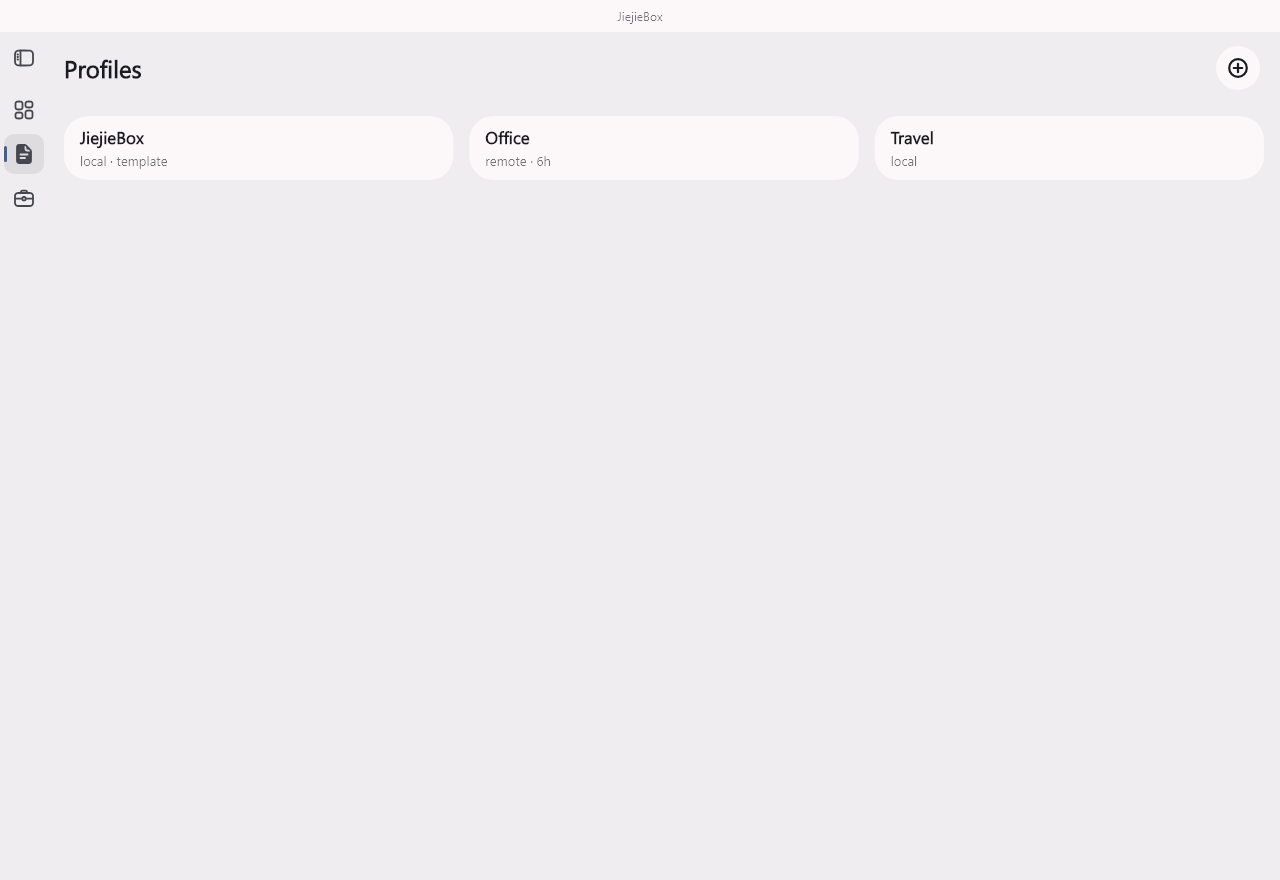 JiejieBox
Profiles
JiejieBox
local · template
Office
remote · 6h
Travel
local